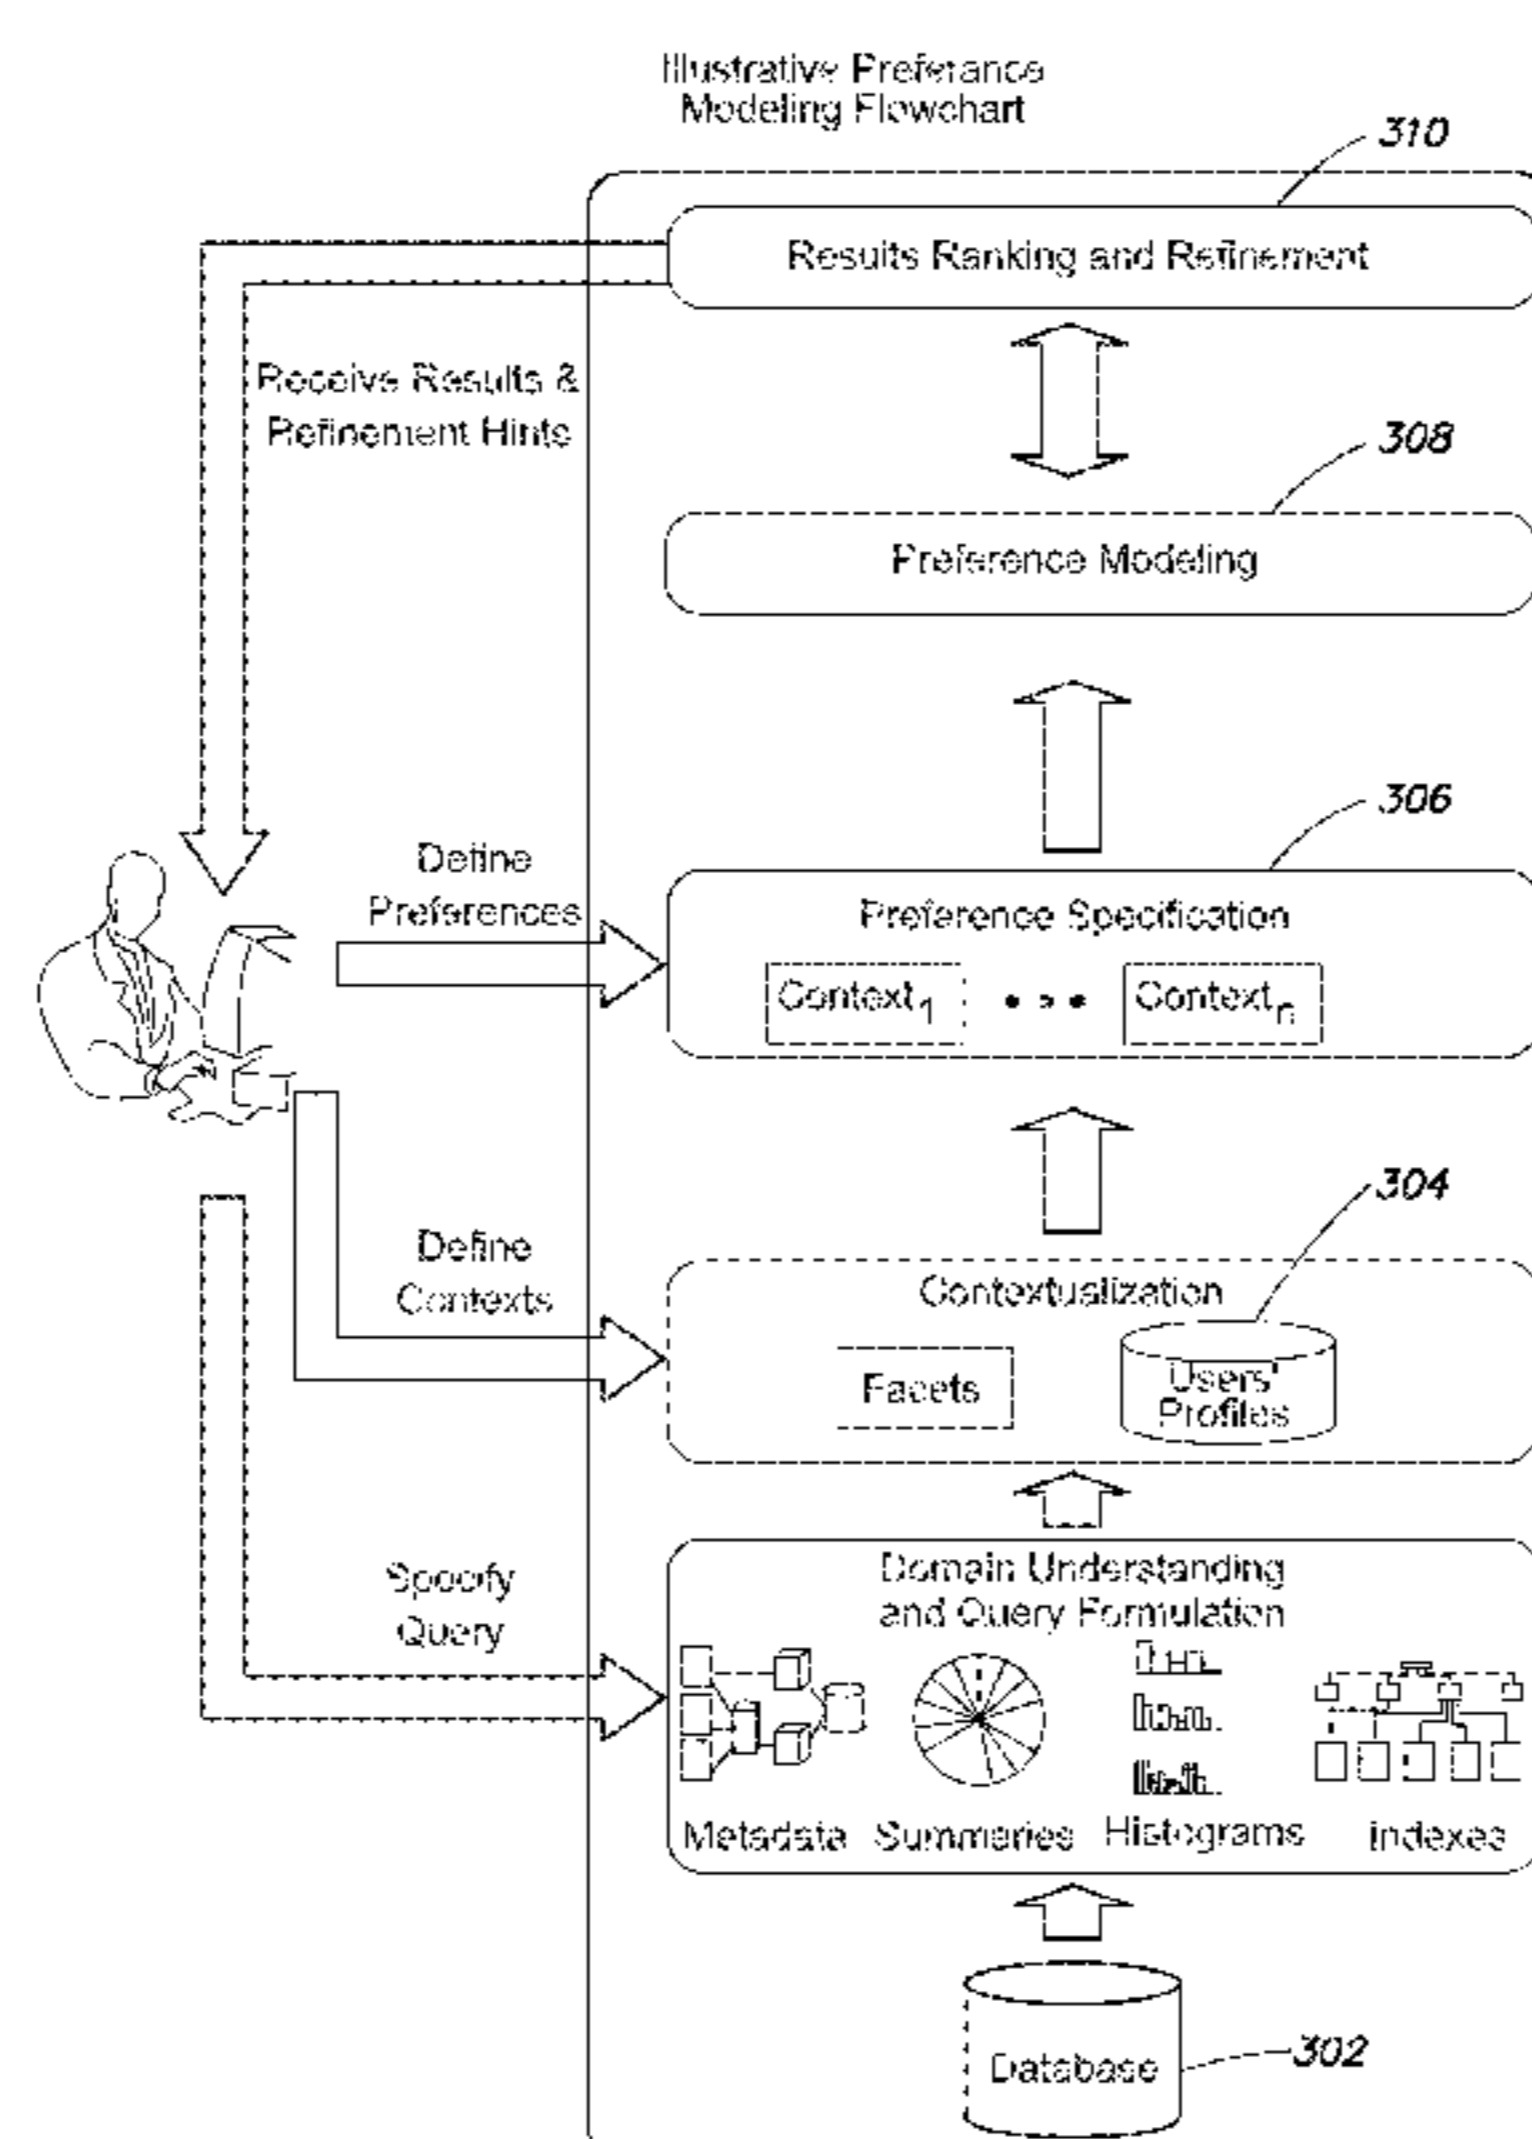 Illustrative Preferance
Modeling Flowchart
310
Results Ranking and Refinement
Receive Results &
Refinement Hints
308
Preference Modeling
306
Define
Preferences
Preference Specification
Context1
• • •
Contextn
304
Define
Contexts
Contextualization
Facets
Users'
Profiles
Specify
Query
Domain Understanding
and Query Formulation
Metadata Summaries Histograms Indexes
Database
302